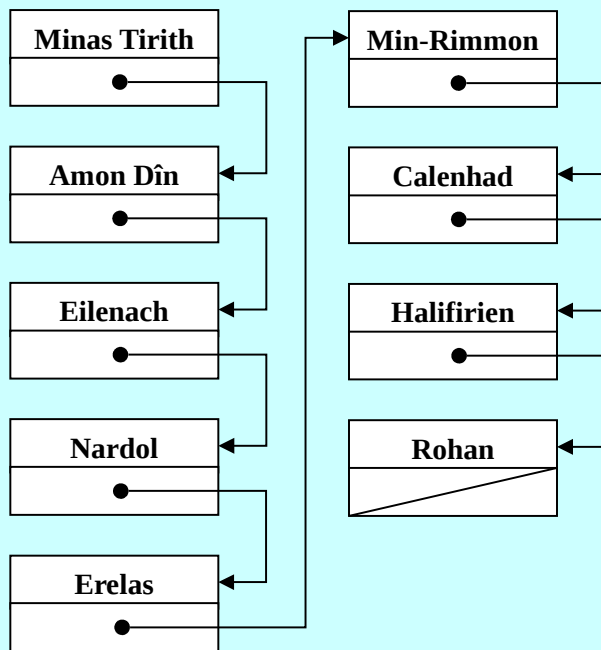 Minas Tirith
Amon Dîn
Eilenach
Nardol
Erelas
Min-Rimmon
Calenhad
Halifirien
Rohan